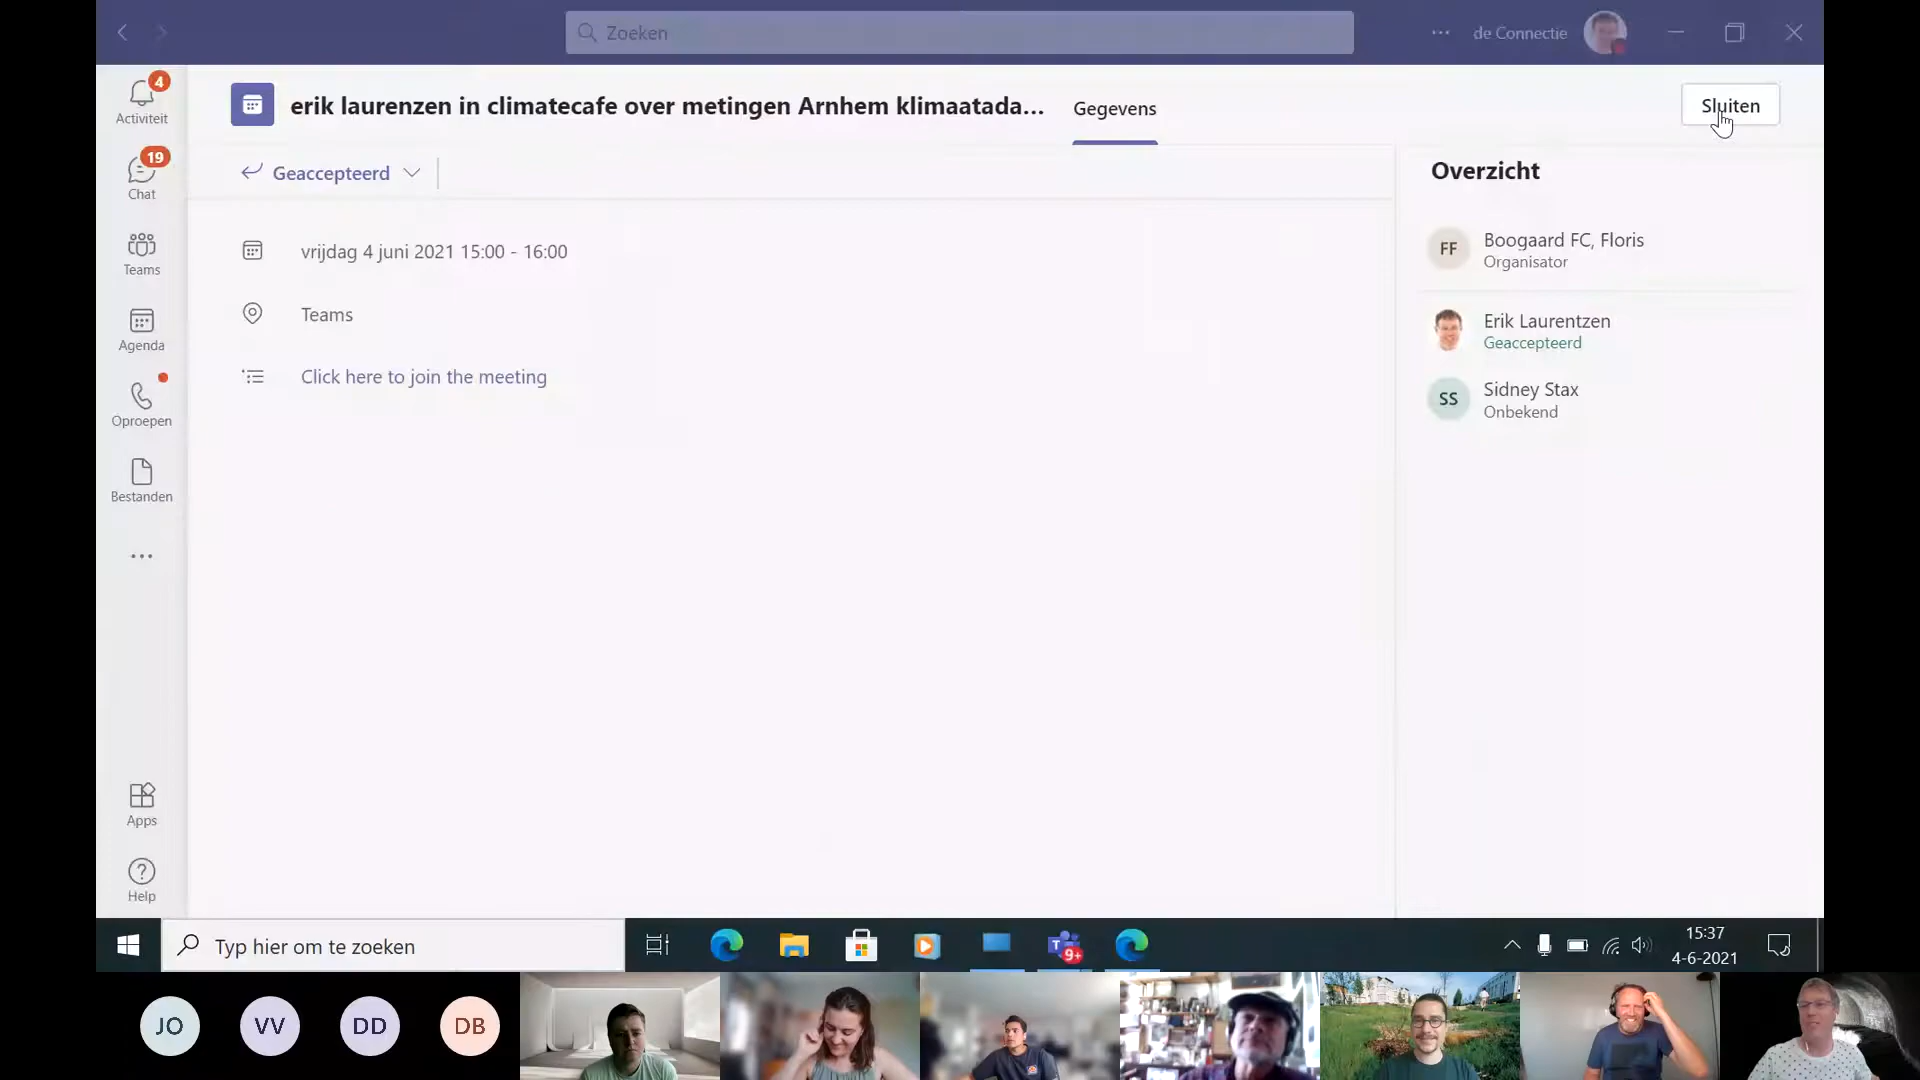 Zoeken
de Connectie
4
Activiteit
19
Chat
Teams
Agenda
Oproepen
Bestanden
Apps
Help
erik laurenzen in climatecafe over metingen Arnhem klimaatada...
Gegevens
Sluiten
Geaccepteerd
vrijdag 4 juni 2021 15:00 - 16:00
Teams
Click here to join the meeting
Overzicht
FF
Boogaard FC, Floris
Organisator
Erik Laurentzen
Geaccepteerd
SS
Sidney Stax
Onbekend
Typ hier om te zoeken
T
9+
15:37
4-6-2021
JO
VV
DD
DB